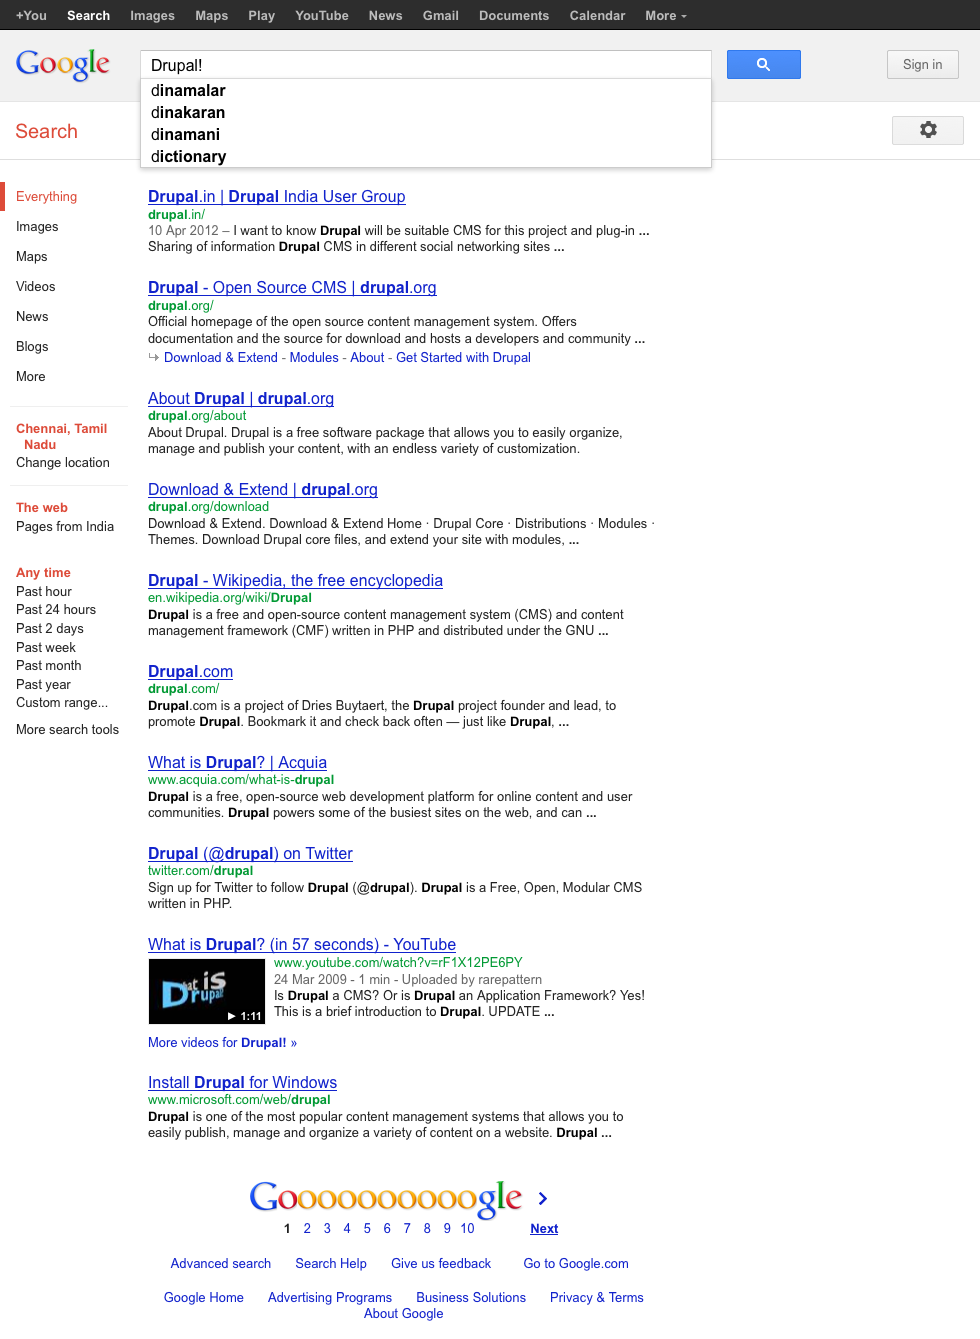 +You Search Images Maps Play YouTube News Gmail Documents Calendar More
Google
Drupal!
Sign in
dinamalar
dinakaran
dinamani
dictionary
Search
Everything
Images
Maps
Videos
News
Blogs
More
Chennai, Tamil
Nadu
Change location
The web
Pages from India
Any time
Past hour
Past 24 hours
Past 2 days
Past week
Past month
Past year
Custom range...
More search tools
Drupal.in | Drupal India User Group
drupal.in/
10 Apr 2012 – I want to know Drupal will be suitable CMS for this project and plug-in ...
Sharing of information Drupal CMS in different social networking sites ...
Drupal - Open Source CMS | drupal.org
drupal.org/
Official homepage of the open source content management system. Offers
documentation and the source for download and hosts a developers and community ...
Download & Extend - Modules - About - Get Started with Drupal
About Drupal | drupal.org
drupal.org/about
About Drupal. Drupal is a free software package that allows you to easily organize,
manage and publish your content, with an endless variety of customization.
Download & Extend | drupal.org
drupal.org/download
Download & Extend. Download & Extend Home · Drupal Core · Distributions · Modules ·
Themes. Download Drupal core files, and extend your site with modules, ...
Drupal - Wikipedia, the free encyclopedia
en.wikipedia.org/wiki/Drupal
Drupal is a free and open-source content management system (CMS) and content
management framework (CMF) written in PHP and distributed under the GNU ...
Drupal.com
drupal.com/
Drupal.com is a project of Dries Buytaert, the Drupal project founder and lead, to
promote Drupal. Bookmark it and check back often — just like Drupal, ...
What is Drupal? | Acquia
www.acquia.com/what-is-drupal
Drupal is a free, open-source web development platform for online content and user
communities. Drupal powers some of the busiest sites on the web, and can ...
Drupal (@drupal) on Twitter
twitter.com/drupal
Sign up for Twitter to follow Drupal (@drupal). Drupal is a Free, Open, Modular CMS
written in PHP.
What is Drupal? (in 57 seconds) - YouTube
www.youtube.com/watch?v=rF1X12PE6PY
24 Mar 2009 - 1 min - Uploaded by rarepattern
Is Drupal a CMS? Or is Drupal an Application Framework? Yes!
This is a brief introduction to Drupal. UPDATE ...
hat is
Drupal
1:11
More videos for Drupal! »
Install Drupal for Windows
www.microsoft.com/web/drupal
Drupal is one of the most popular content management systems that allows you to
easily publish, manage and organize a variety of content on a website. Drupal ...
Goooooooooogle
1 2 3 4 5 6 7 8 9 10 Next
Advanced search Search Help Give us feedback Go to Google.com
Google Home Advertising Programs Business Solutions Privacy & Terms
About Google